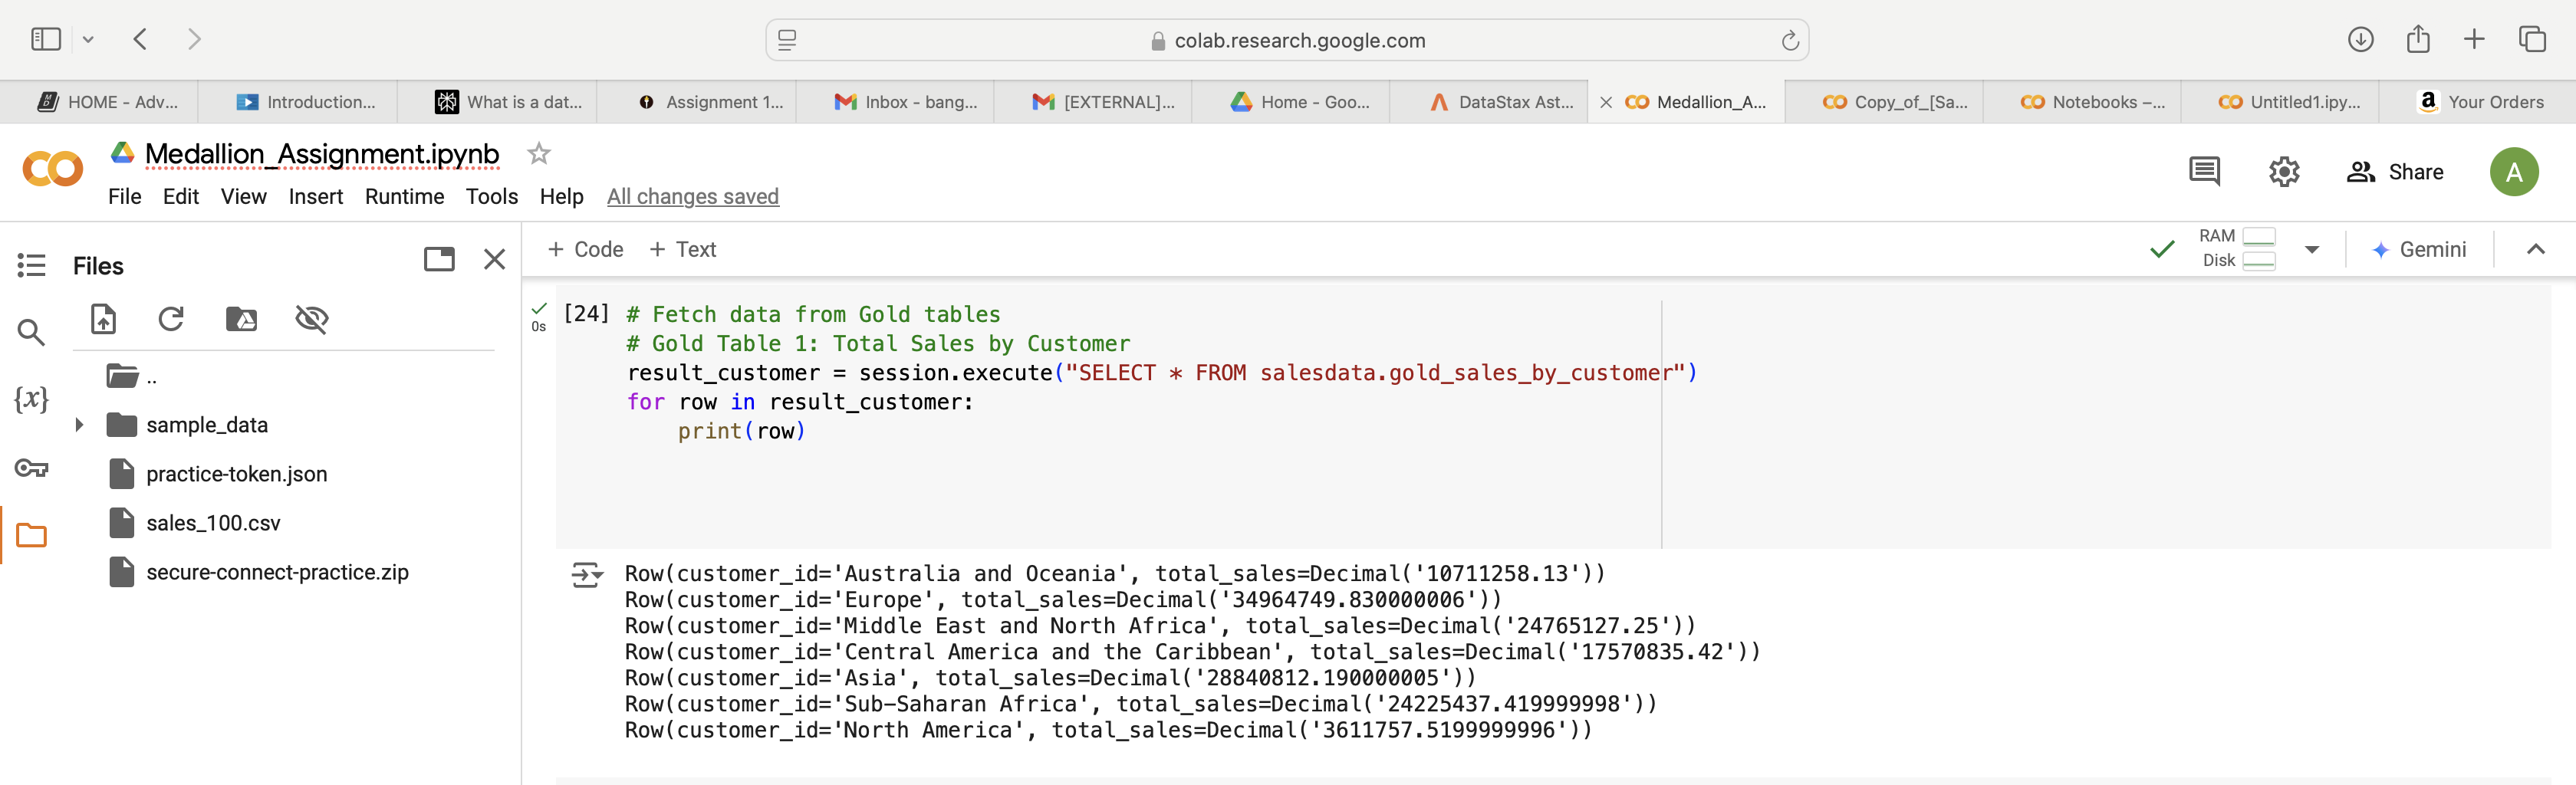 colab.research.google.com
HOME - Adv...
Introduction...
What is a dat...
Assignment 1...
Inbox - bang...
[EXTERNAL]...
Home - Goo...
DataStax Ast...
Medallion_A...
Copy_of_[Sa...
Notebooks –...
Untitled1.ipy...
a Your Orders
Medallion_Assignment.ipynb
File Edit View Insert Runtime Tools Help All changes saved
Share
A
Files
+ Code + Text
RAM
Disk
Gemini
..
sample_data
practice-token.json
sales_100.csv
secure-connect-practice.zip
{x}
0s
[24] # Fetch data from Gold tables
# Gold Table 1: Total Sales by Customer
result_customer = session.execute("SELECT * FROM salesdata.gold_sales_by_customer")
for row in result_customer:
    print(row)
Row(customer_id='Australia and Oceania', total_sales=Decimal('10711258.13'))
Row(customer_id='Europe', total_sales=Decimal('34964749.830000006'))
Row(customer_id='Middle East and North Africa', total_sales=Decimal('24765127.25'))
Row(customer_id='Central America and the Caribbean', total_sales=Decimal('17570835.42'))
Row(customer_id='Asia', total_sales=Decimal('28840812.190000005'))
Row(customer_id='Sub-Saharan Africa', total_sales=Decimal('24225437.419999998'))
Row(customer_id='North America', total_sales=Decimal('3611757.5199999996'))